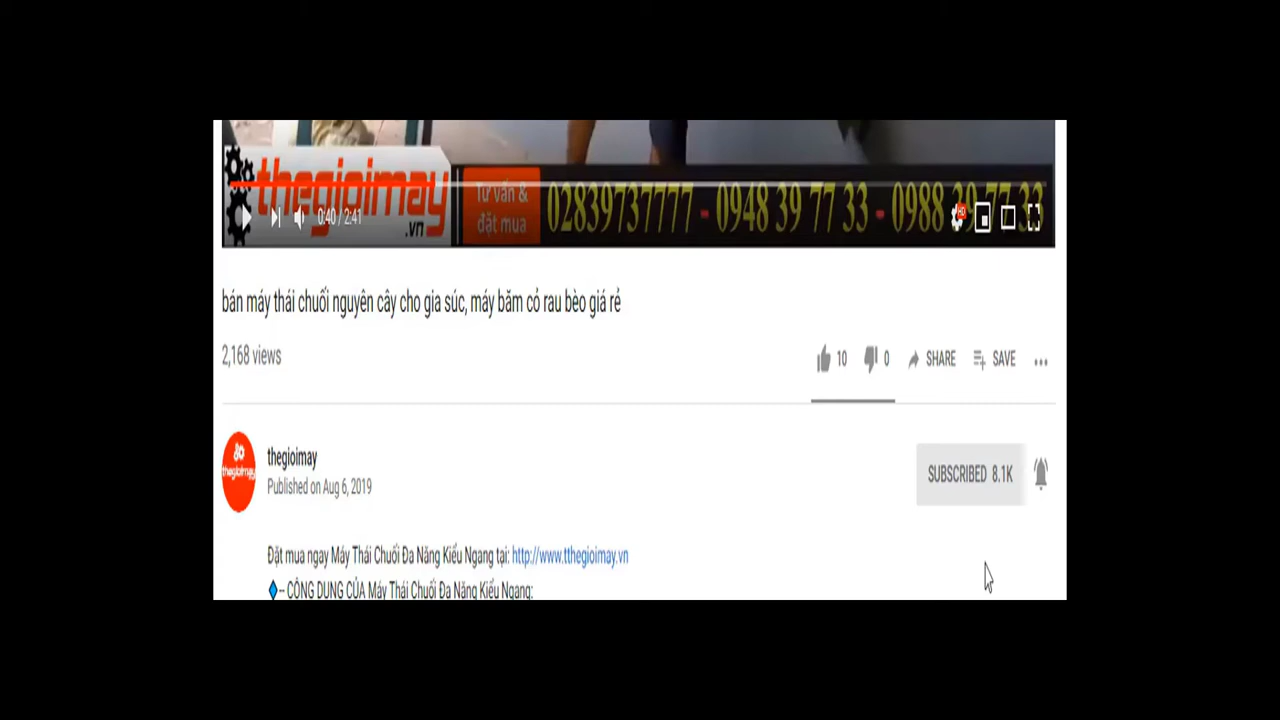 thegioimay
.vn
Tư vấn &
đặt mua
02839737777 - 0948 39 77 33 - 0988 39 77 33
0:40 / 2:41
HD
bán máy thái chuối nguyên cây cho gia súc, máy băm cỏ rau bèo giá rẻ
2,168 views
10 0 SHARE SAVE
thegioimay
thegioimay
Published on Aug 6, 2019
SUBSCRIBED 8.1K
Đặt mua ngay Máy Thái Chuối Đa Năng Kiểu Ngang tại: http://www.tthegioimay.vn
-- CÔNG DỤNG CỦA Máy Thái Chuối Đa Năng Kiểu Ngang: